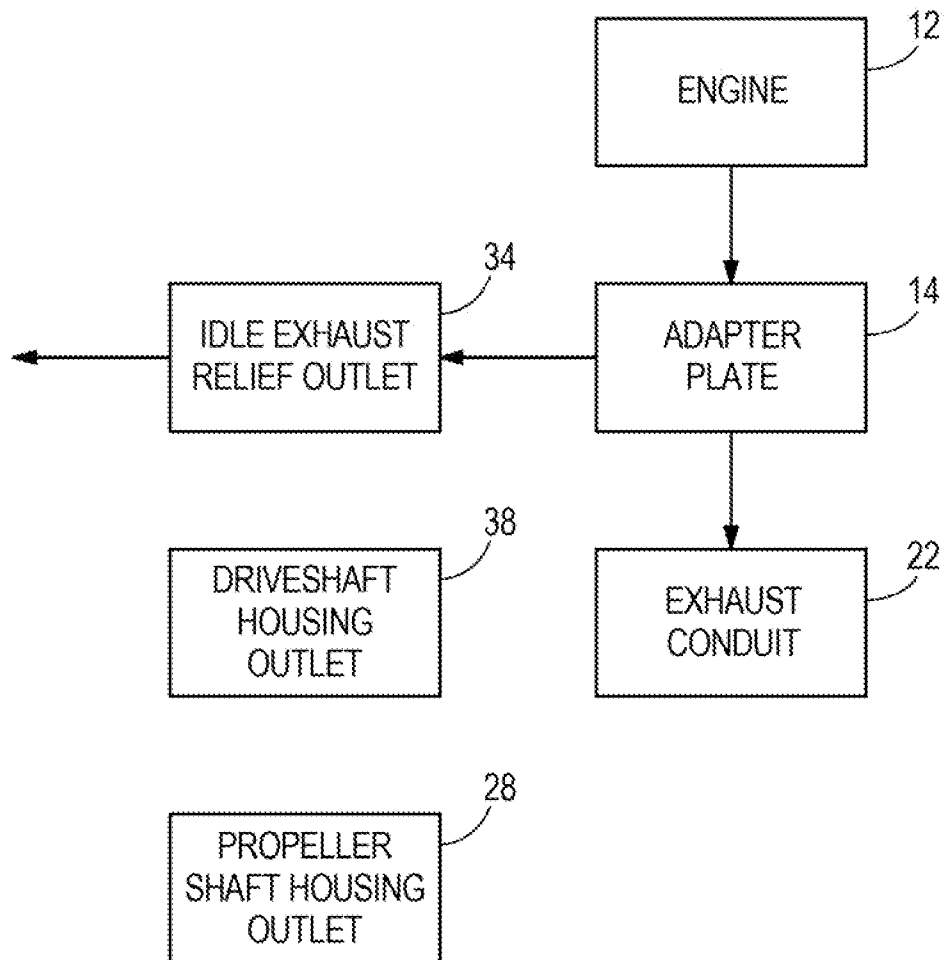 12
ENGINE
34
14
IDLE EXHAUST
RELIEF OUTLET
ADAPTER
PLATE
38
22
DRIVESHAFT
HOUSING
OUTLET
EXHAUST
CONDUIT
28
PROPELLER
SHAFT HOUSING
OUTLET